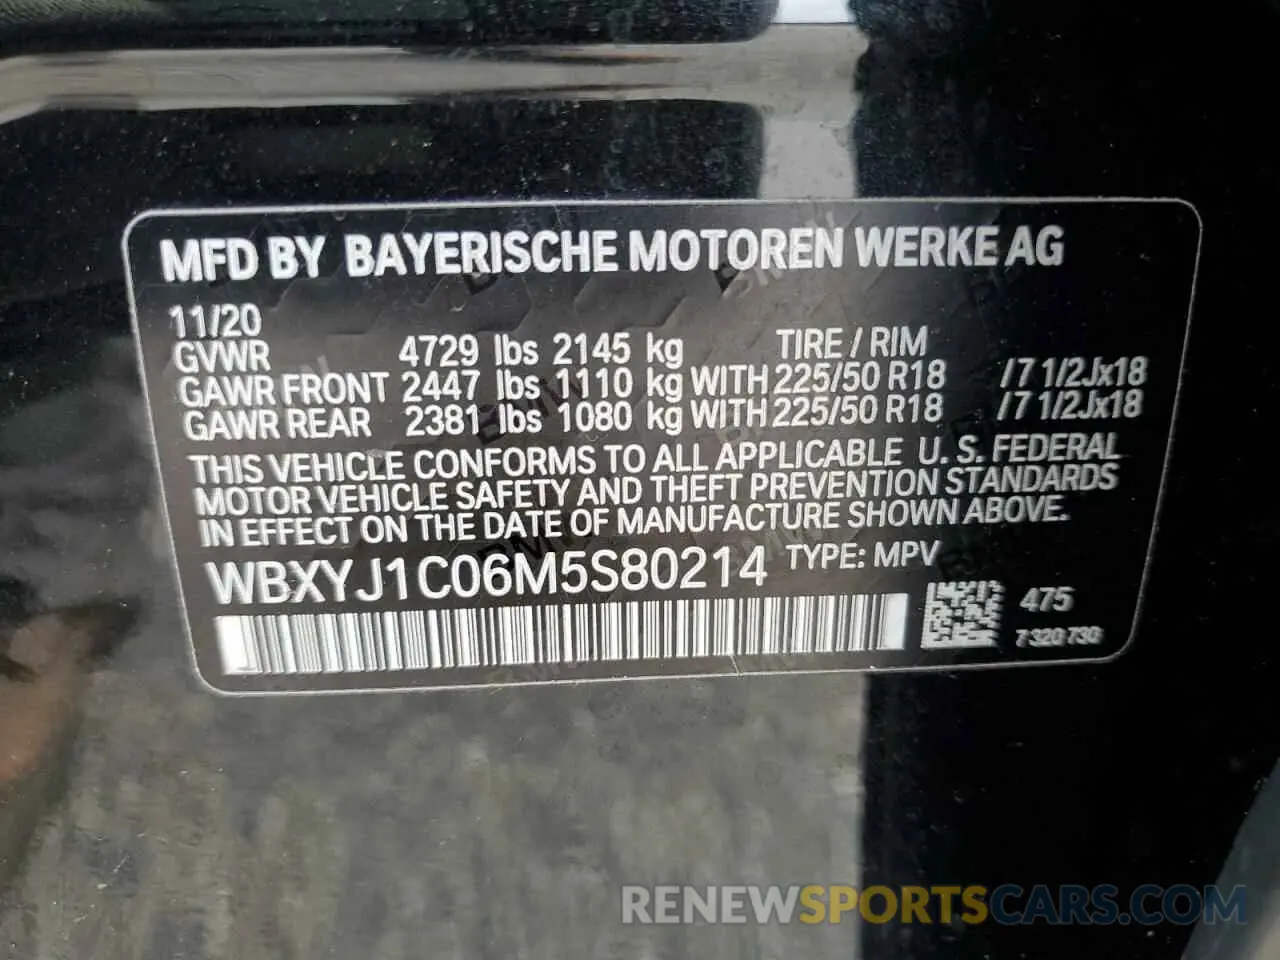 MFD BY BAYERISCHE MOTOREN WERKE AG
11/20
GVWR 4729 lbs 2145 kg TIRE / RIM
GAWR FRONT 2447 lbs 1110 kg WITH 225/50 R18 /7 1/2Jx18
GAWR REAR 2381 lbs 1080 kg WITH 225/50 R18 /7 1/2Jx18
THIS VEHICLE CONFORMS TO ALL APPLICABLE U. S. FEDERAL
MOTOR VEHICLE SAFETY AND THEFT PREVENTION STANDARDS
IN EFFECT ON THE DATE OF MANUFACTURE SHOWN ABOVE.
WBXYJ1C06M5S80214 TYPE: MPV
475
7 320 730
RENEWSPORTSCARS.COM